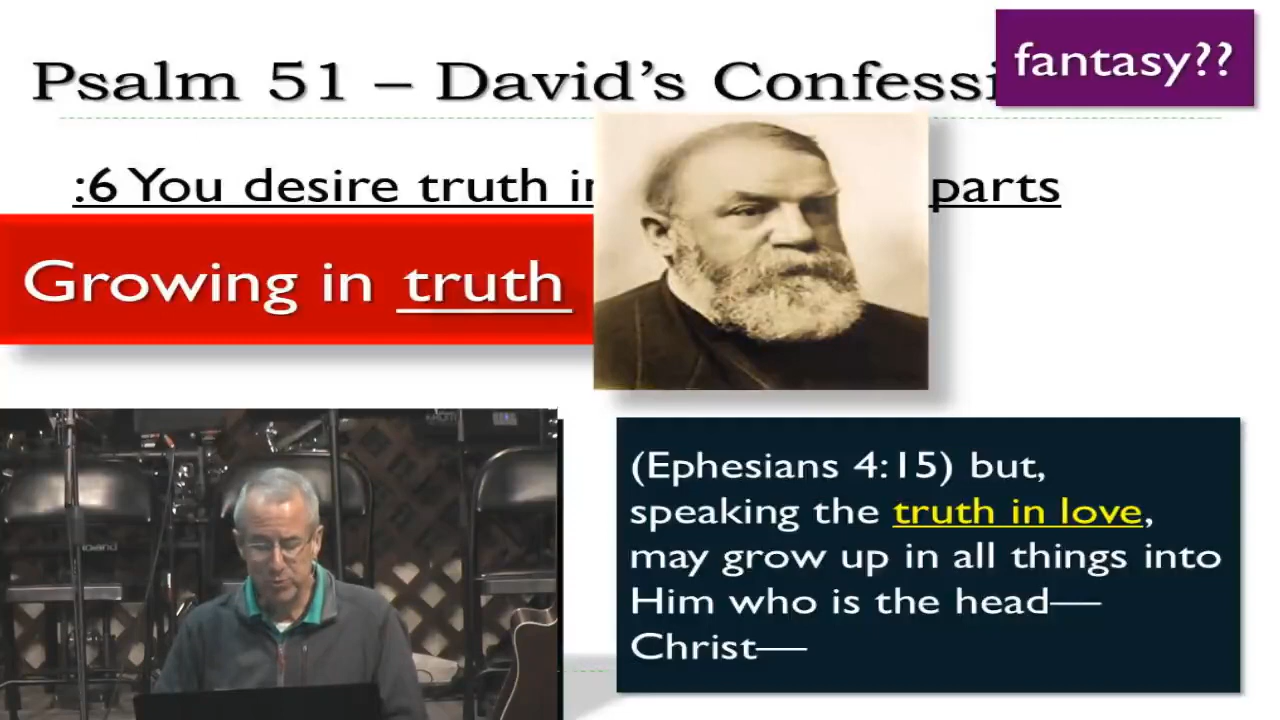 fantasy??
Psalm 51 – David's Confessi
:6 You desire truth in parts
Growing in truth
(Ephesians 4:15) but,
speaking the truth in love,
may grow up in all things into
Him who is the head—
Christ—